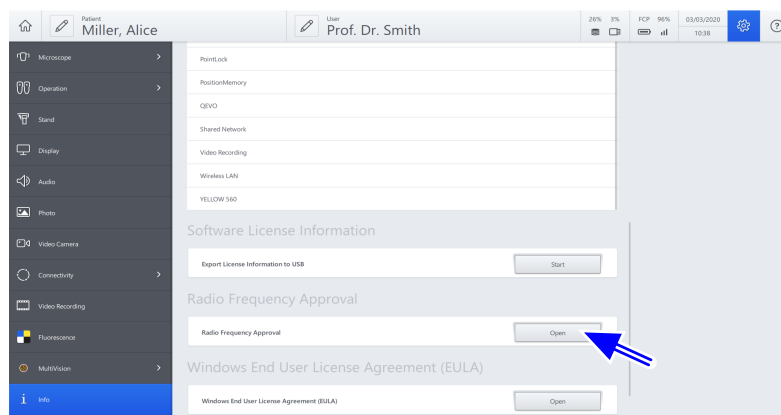 Patient
Miller, Alice
User
Prof. Dr. Smith
26% 3%
FCP 96%
03/03/2020
10:38
?
Microscope
Operation
Stand
Display
Audio
Photo
Video Camera
Connectivity
Video Recording
Fluorescence
MultiVision
Info
PointLock
PositionMemory
QEVO
Shared Network
Video Recording
Wireless LAN
YELLOW 560
Software License Information
Export License Information to USB
Start
Radio Frequency Approval
Radio Frequency Approval
Open
Windows End User License Agreement (EULA)
Windows End User License Agreement (EULA)
Open